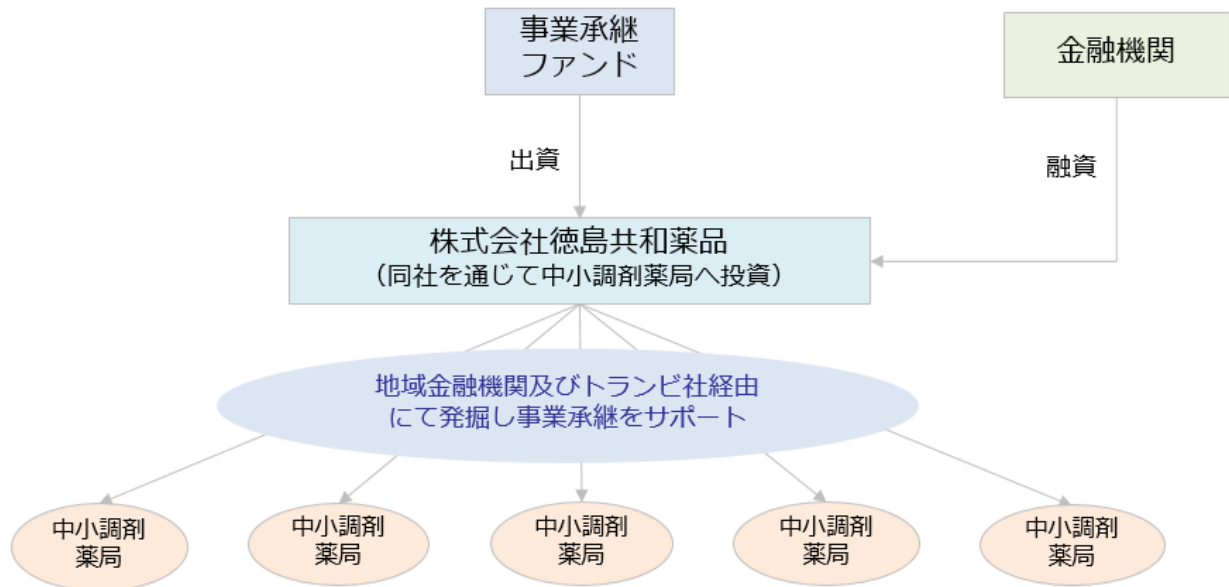 事業承継
ファンド
金融機関
出資
融資
株式会社徳島共和薬品
（同社を通じて中小調剤薬局へ投資）
地域金融機関及びトランビ社経由
にて発掘し事業承継をサポート
中小調剤
薬局
中小調剤
薬局
中小調剤
薬局
中小調剤
薬局
中小調剤
薬局